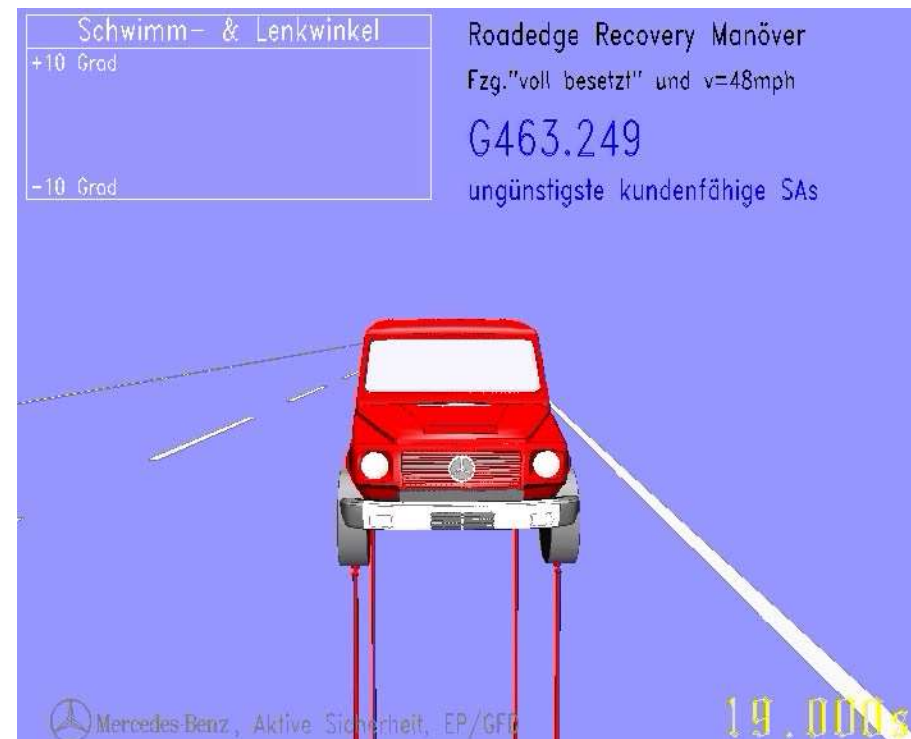 Schwimm- & Lenkwinkel
+10 Grad
-10 Grad
Roadedge Recovery Manöver
Fzg."voll besetzt" und v=48mph
G463.249
ungünstigste kundenfähige SAs
Mercedes-Benz, Aktive Sicherheit, EP/GFD
19.000s